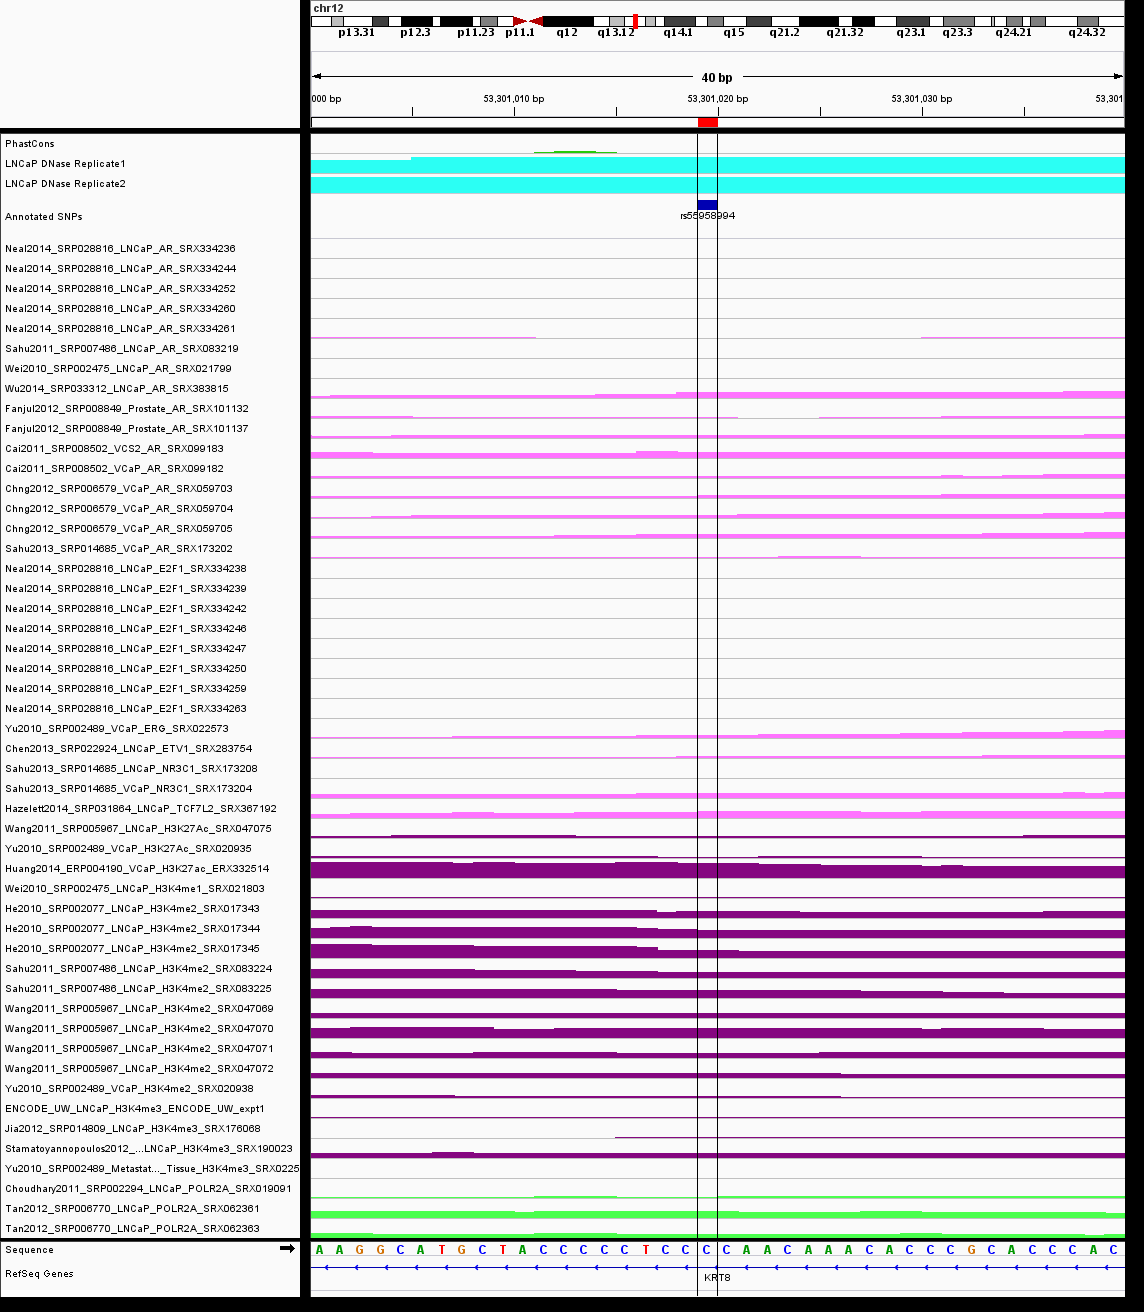 chr12
p13.31 p12.3 p11.23 p11.1 q12 q13.12 q14.1 q15 q21.2 q21.32 q23.1 q23.3 q24.21 q24.32
40 bp
000 bp 53,301,010 bp 53,301,020 bp 53,301,030 bp 53,301
PhastCons
LNCaP DNase Replicate1
LNCaP DNase Replicate2
Annotated SNPs
rs55958994
Neal2014_SRP028816_LNCaP_AR_SRX334236
Neal2014_SRP028816_LNCaP_AR_SRX334244
Neal2014_SRP028816_LNCaP_AR_SRX334252
Neal2014_SRP028816_LNCaP_AR_SRX334260
Neal2014_SRP028816_LNCaP_AR_SRX334261
Sahu2011_SRP007486_LNCaP_AR_SRX083219
Wei2010_SRP002475_LNCaP_AR_SRX021799
Wu2014_SRP033312_LNCaP_AR_SRX383815
Fanjul2012_SRP008849_Prostate_AR_SRX101132
Fanjul2012_SRP008849_Prostate_AR_SRX101137
Cai2011_SRP008502_VCS2_AR_SRX099183
Cai2011_SRP008502_VCaP_AR_SRX099182
Chng2012_SRP006579_VCaP_AR_SRX059703
Chng2012_SRP006579_VCaP_AR_SRX059704
Chng2012_SRP006579_VCaP_AR_SRX059705
Sahu2013_SRP014685_VCaP_AR_SRX173202
Neal2014_SRP028816_LNCaP_E2F1_SRX334238
Neal2014_SRP028816_LNCaP_E2F1_SRX334239
Neal2014_SRP028816_LNCaP_E2F1_SRX334242
Neal2014_SRP028816_LNCaP_E2F1_SRX334246
Neal2014_SRP028816_LNCaP_E2F1_SRX334247
Neal2014_SRP028816_LNCaP_E2F1_SRX334250
Neal2014_SRP028816_LNCaP_E2F1_SRX334259
Neal2014_SRP028816_LNCaP_E2F1_SRX334263
Yu2010_SRP002489_VCaP_ERG_SRX022573
Chen2013_SRP022924_LNCaP_ETV1_SRX283754
Sahu2013_SRP014685_LNCaP_NR3C1_SRX173208
Sahu2013_SRP014685_VCaP_NR3C1_SRX173204
Hazelett2014_SRP031864_LNCaP_TCF7L2_SRX367192
Wang2011_SRP005967_LNCaP_H3K27Ac_SRX047075
Yu2010_SRP002489_VCaP_H3K27Ac_SRX020935
Huang2014_ERP004190_VCaP_H3K27ac_ERX332514
Wei2010_SRP002475_LNCaP_H3K4me1_SRX021803
He2010_SRP002077_LNCaP_H3K4me2_SRX017343
He2010_SRP002077_LNCaP_H3K4me2_SRX017344
He2010_SRP002077_LNCaP_H3K4me2_SRX017345
Sahu2011_SRP007486_LNCaP_H3K4me2_SRX083224
Sahu2011_SRP007486_LNCaP_H3K4me2_SRX083225
Wang2011_SRP005967_LNCaP_H3K4me2_SRX047069
Wang2011_SRP005967_LNCaP_H3K4me2_SRX047070
Wang2011_SRP005967_LNCaP_H3K4me2_SRX047071
Wang2011_SRP005967_LNCaP_H3K4me2_SRX047072
Yu2010_SRP002489_VCaP_H3K4me2_SRX020938
ENCODE_UW_LNCaP_H3K4me3_ENCODE_UW_expt1
Jia2012_SRP014809_LNCaP_H3K4me3_SRX176068
Stamatoyannopoulos2012_..._LNCaP_H3K4me3_SRX190023
Yu2010_SRP002489_Metastat..._Tissue_H3K4me3_SRX0225
Choudhary2011_SRP002294_LNCaP_POLR2A_SRX019091
Tan2012_SRP006770_LNCaP_POLR2A_SRX062361
Tan2012_SRP006770_LNCaP_POLR2A_SRX062363
Sequence A A G G C A T G C T A C C C C C T C C C C A A C A A A C A C C C G C A C C C A C
RefSeq Genes
KRT8